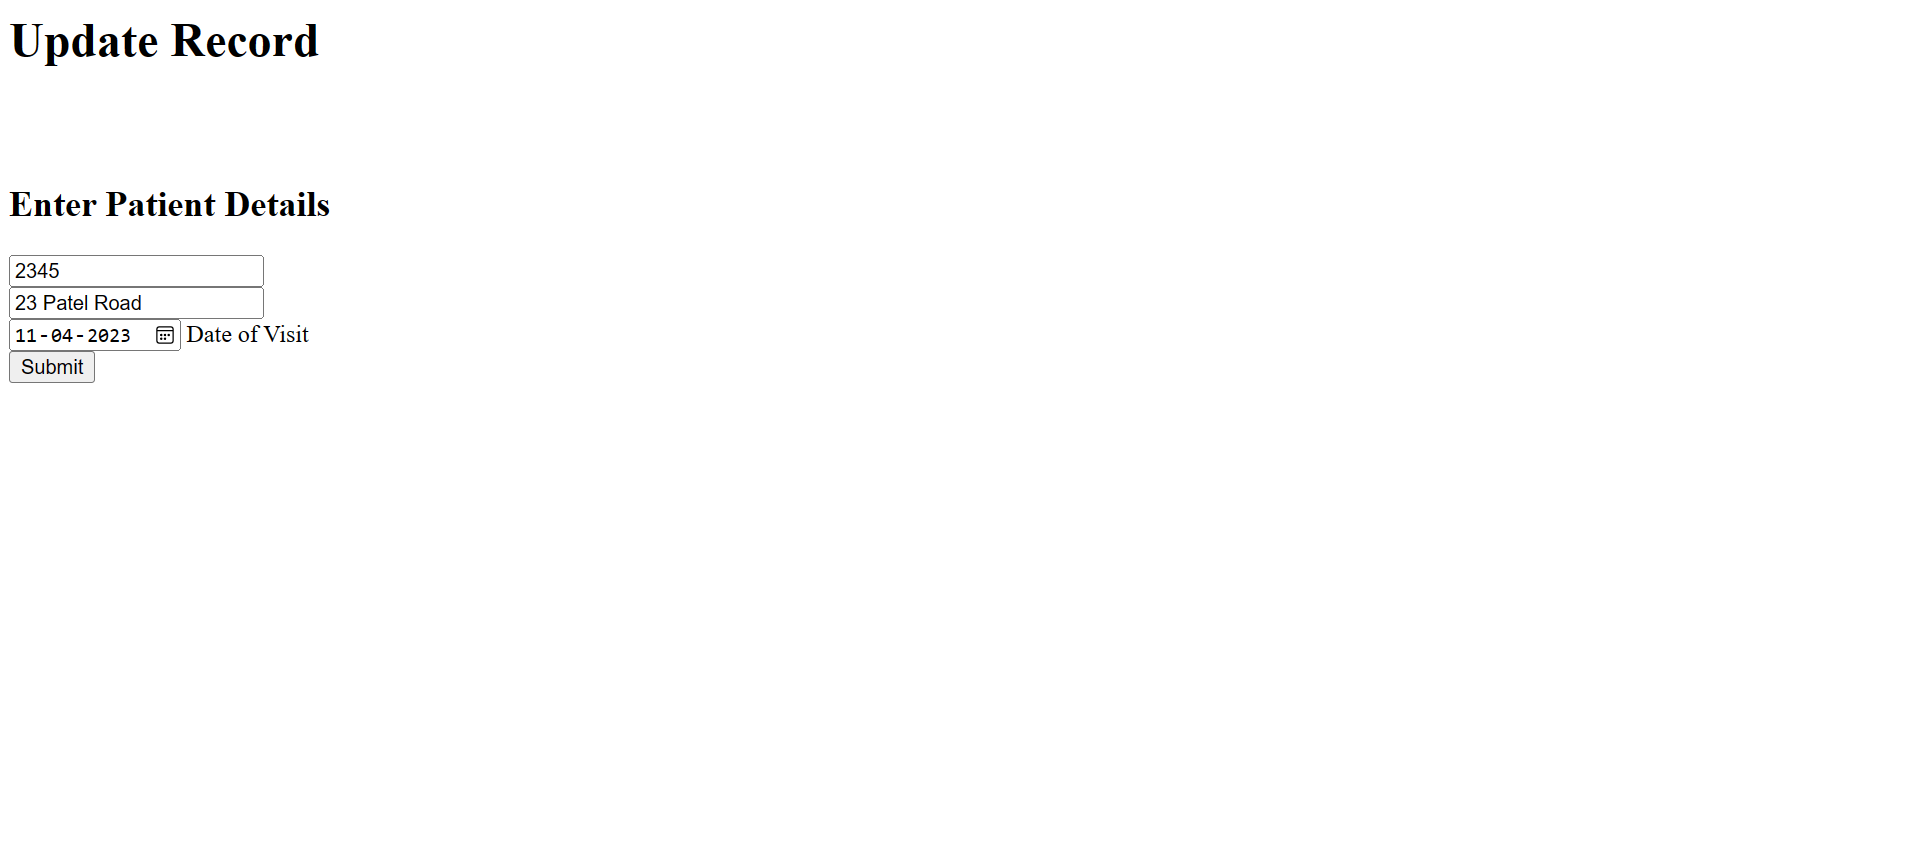 Update Record
Enter Patient Details
2345
23 Patel Road
11-04-2023 Date of Visit
Submit